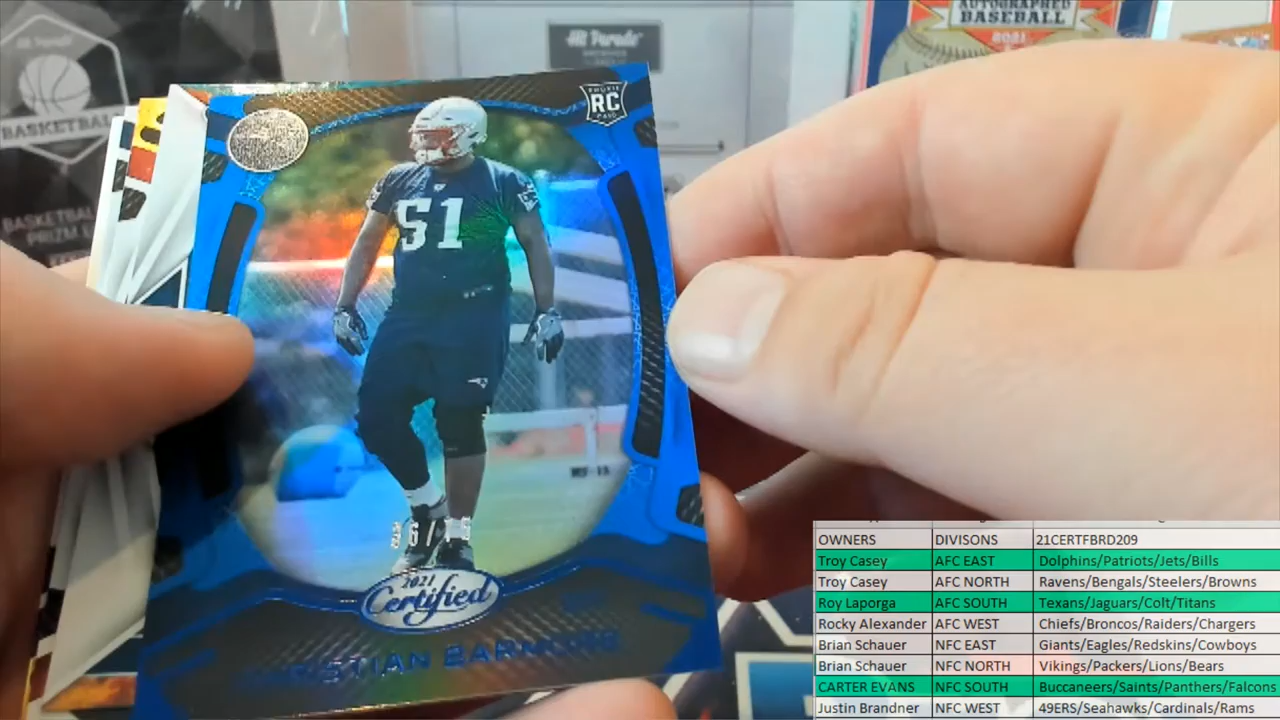 AUTOGRAPHED
BASEBALL
2021
Hit Parade
BASKETBALL
BASKETBALL
ROOKIE
RC
CARD
51
2021
Certified
CHRISTIAN BARMORE
OWNERS DIVISONS 21CERTFBRD209
Troy Casey AFC EAST Dolphins/Patriots/Jets/Bills
Troy Casey AFC NORTH Ravens/Bengals/Steelers/Browns
Roy Laporga AFC SOUTH Texans/Jaguars/Colt/Titans
Rocky Alexander AFC WEST Chiefs/Broncos/Raiders/Chargers
Brian Schauer NFC EAST Giants/Eagles/Redskins/Cowboys
Brian Schauer NFC NORTH Vikings/Packers/Lions/Bears
CARTER EVANS NFC SOUTH Buccaneers/Saints/Panthers/Falcons
Justin Brandner NFC WEST 49ERS/Seahawks/Cardinals/Rams